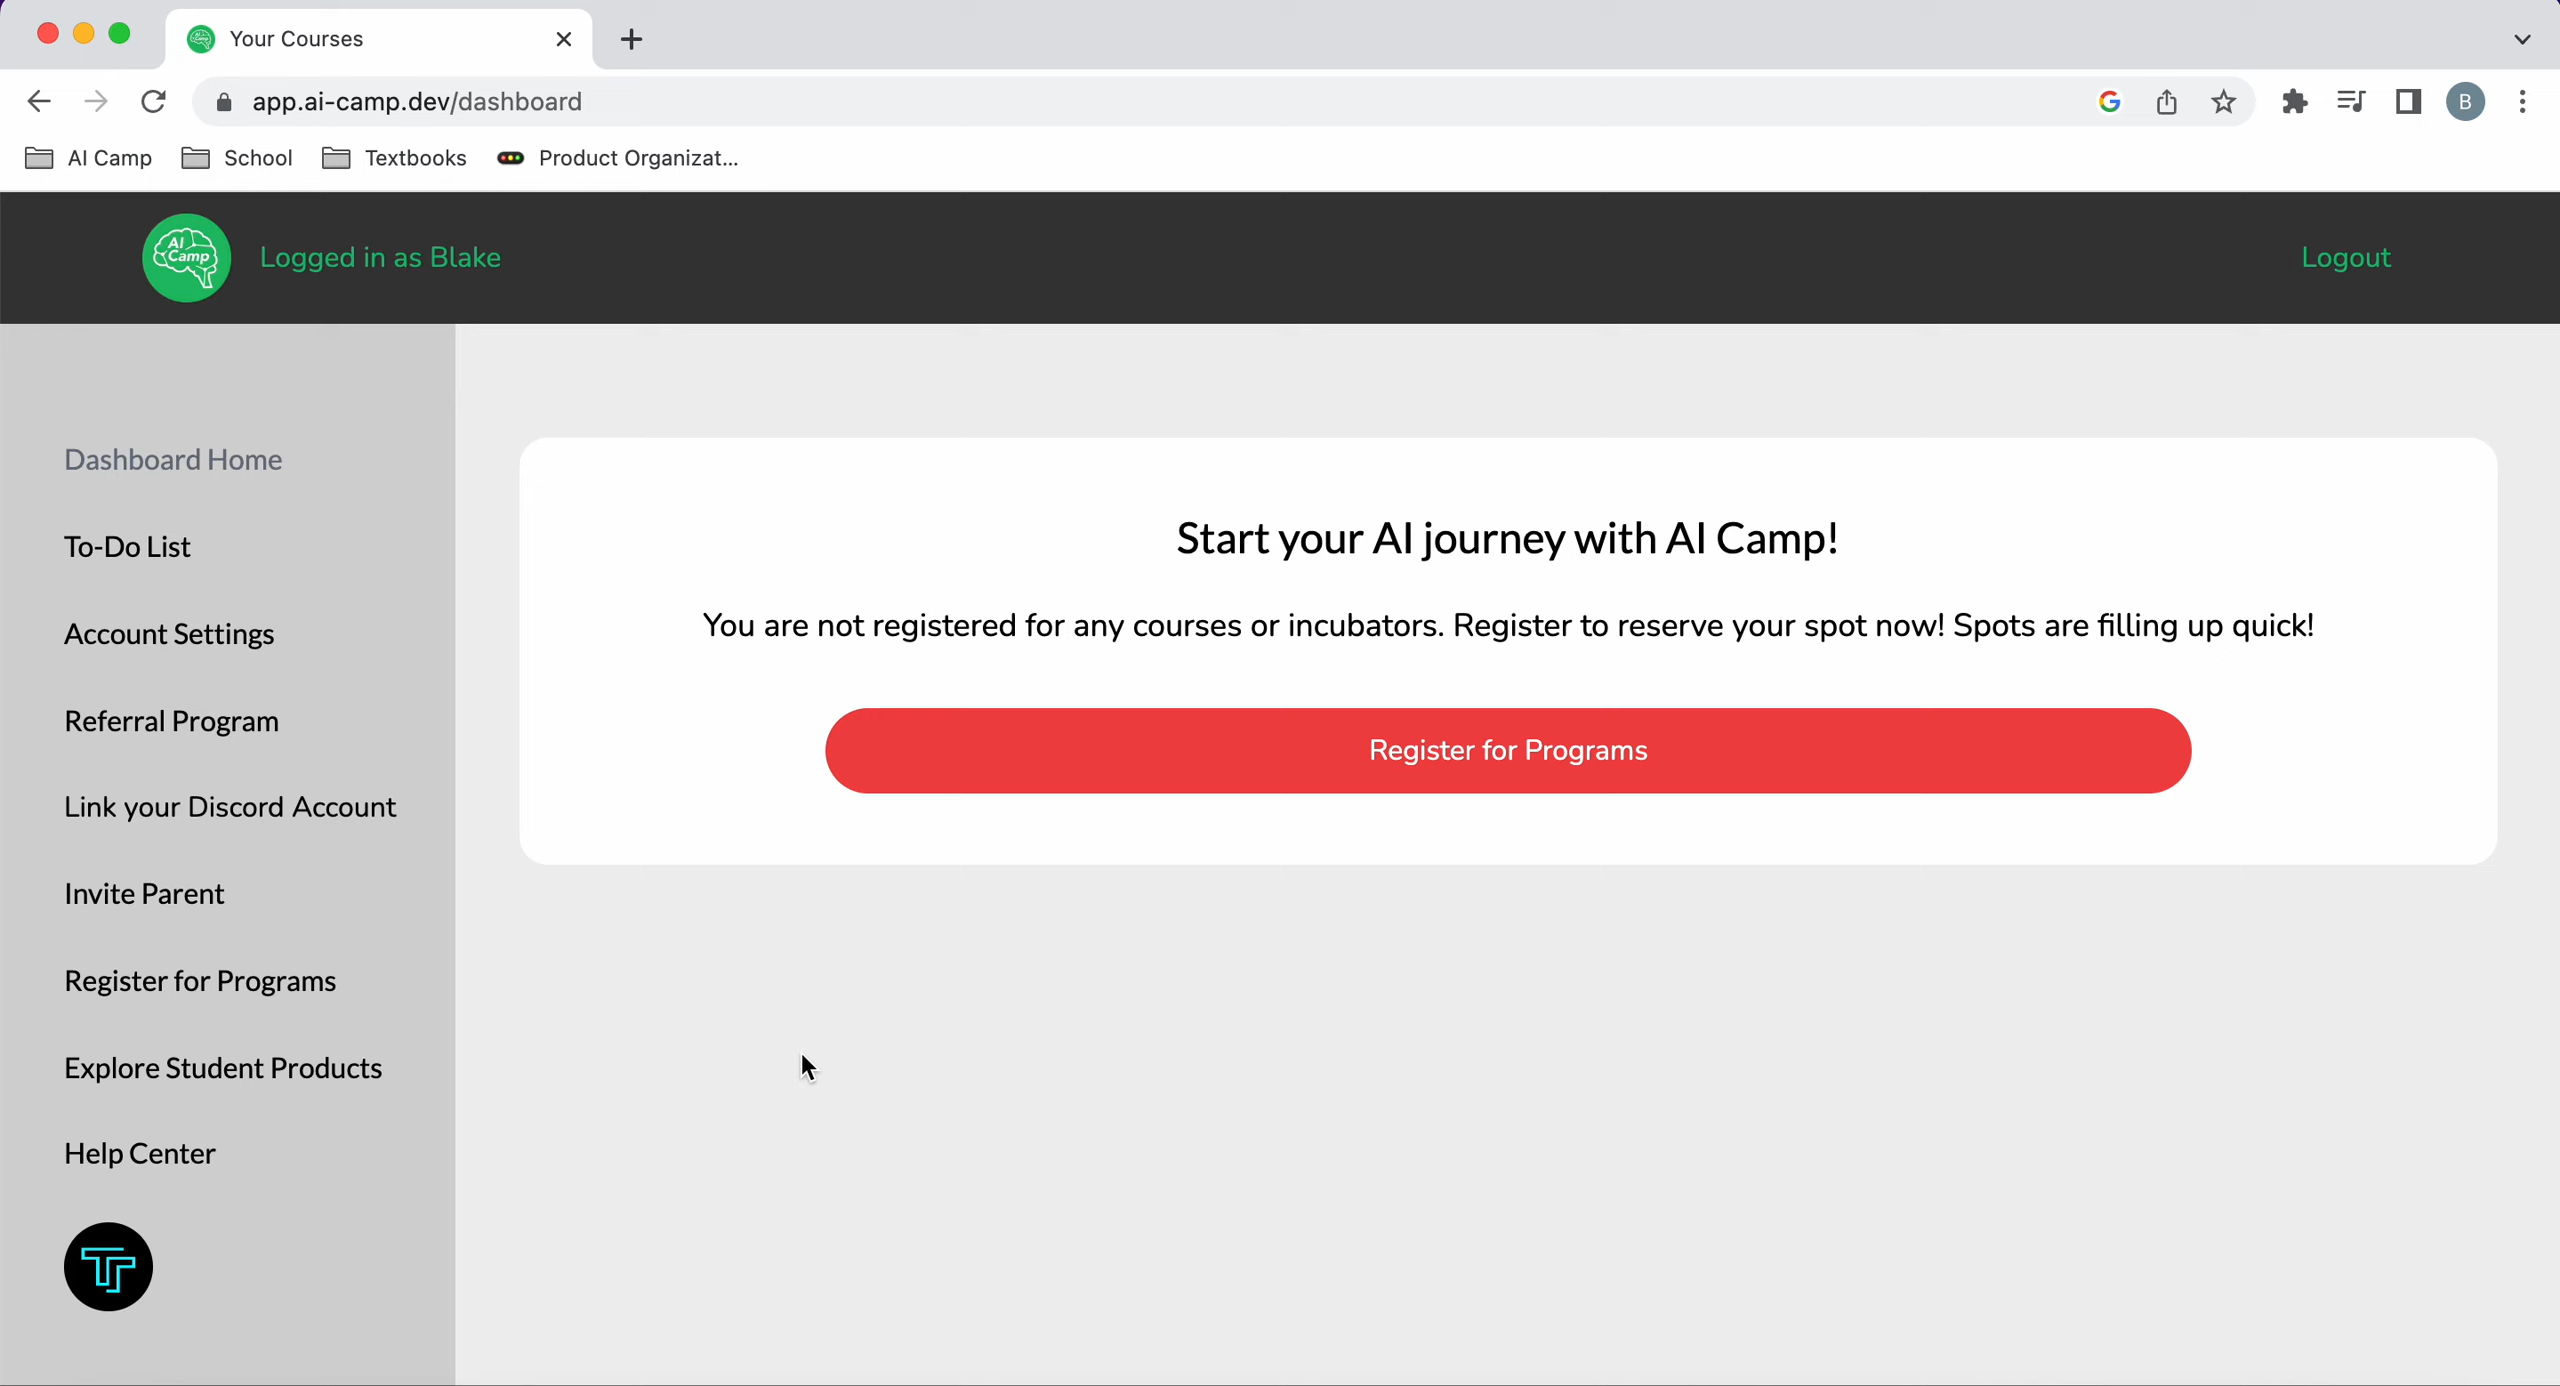 Your Courses
app.ai-camp.dev/dashboard
B
AI Camp
School
Textbooks
Product Organizat...
AI Camp
Logged in as Blake
Logout
Dashboard Home
To-Do List
Account Settings
Referral Program
Link your Discord Account
Invite Parent
Register for Programs
Explore Student Products
Help Center
Start your AI journey with AI Camp!
You are not registered for any courses or incubators. Register to reserve your spot now! Spots are filling up quick!
Register for Programs